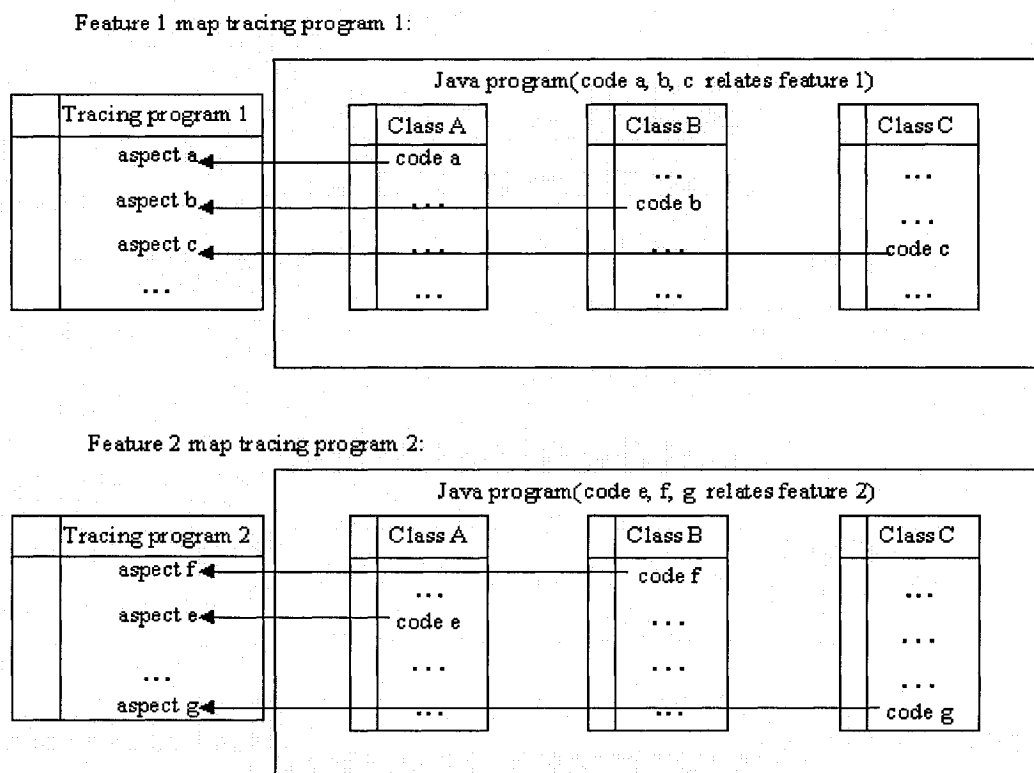 Feature 1 map tracing program 1:
Java program(code a, b, c relates feature 1)
Tracing program 1
Class A
Class B
Class C
aspect a
code a
...
...
aspect b
...
code b
...
aspect c
...
...
code c
...
...
...
...
Feature 2 map tracing program 2:
Java program(code e, f, g relates feature 2)
Tracing program 2
Class A
Class B
Class C
aspect f
...
code f
...
aspect e
code e
...
...
...
...
...
...
aspect g
...
...
code g